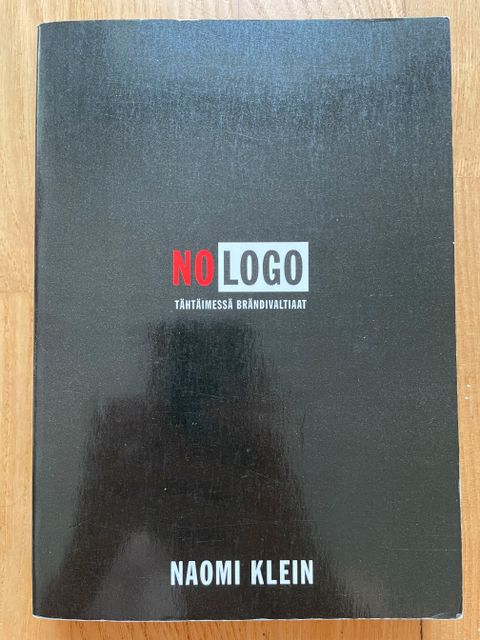 NO LOGO
TÄHTÄIMESSÄ BRÄNDIVALTIAAT
NAOMI KLEIN